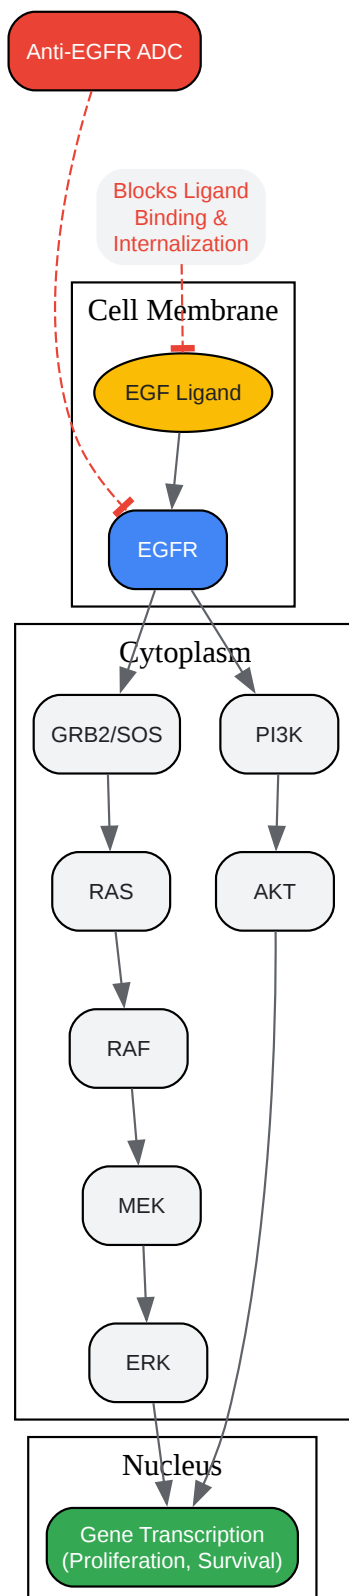 Anti-EGFR ADC
Blocks Ligand
Binding &
Internalization
Cell Membrane
EGF Ligand
EGFR
Cytoplasm
GRB2/SOS
PI3K
RAS
AKT
RAF
MEK
ERK
Nucleus
Gene Transcription
(Proliferation, Survival)